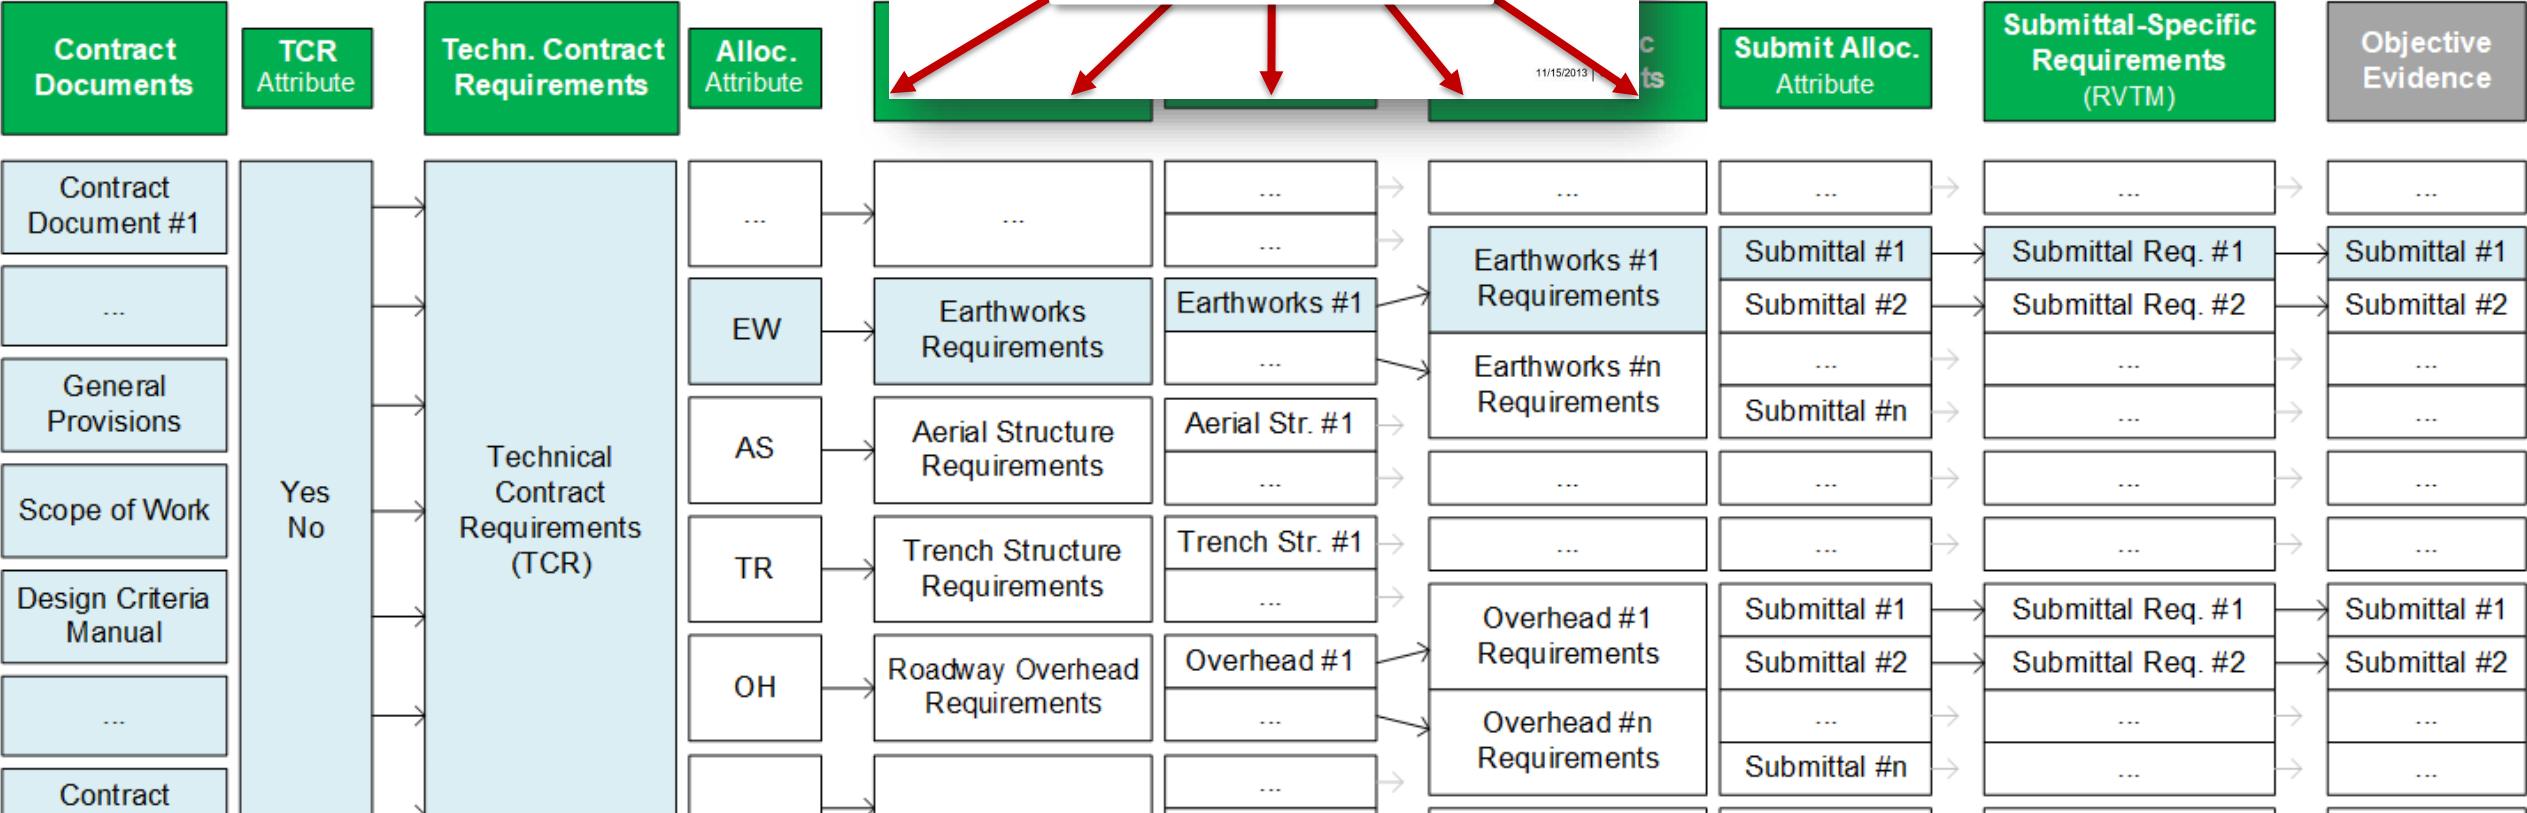 Contract
Documents
TCR
Attribute
Techn. Contract
Requirements
Alloc.
Attribute
11/15/2013 |
c
ts
Submit Alloc.
Attribute
Submittal-Specific
Requirements
(RVTM)
Objective
Evidence
Contract
Document #1
...
General
Provisions
Scope of Work
Design Criteria
Manual
...
Contract
Yes
No
Technical
Contract
Requirements
(TCR)
...
EW
AS
TR
OH
...
Earthworks
Requirements
Aerial Structure
Requirements
Trench Structure
Requirements
Roadway Overhead
Requirements
...
...
Earthworks #1
...
Aerial Str. #1
...
Trench Str. #1
...
Overhead #1
...
...
...
Earthworks #1
Requirements
Earthworks #n
Requirements
...
...
Overhead #1
Requirements
Overhead #n
Requirements
...
Submittal #1
Submittal #2
...
Submittal #n
...
...
Submittal #1
Submittal #2
...
Submittal #n
...
Submittal Req. #1
Submittal Req. #2
...
...
...
...
Submittal Req. #1
Submittal Req. #2
...
...
...
Submittal #1
Submittal #2
...
...
...
...
Submittal #1
Submittal #2
...
...